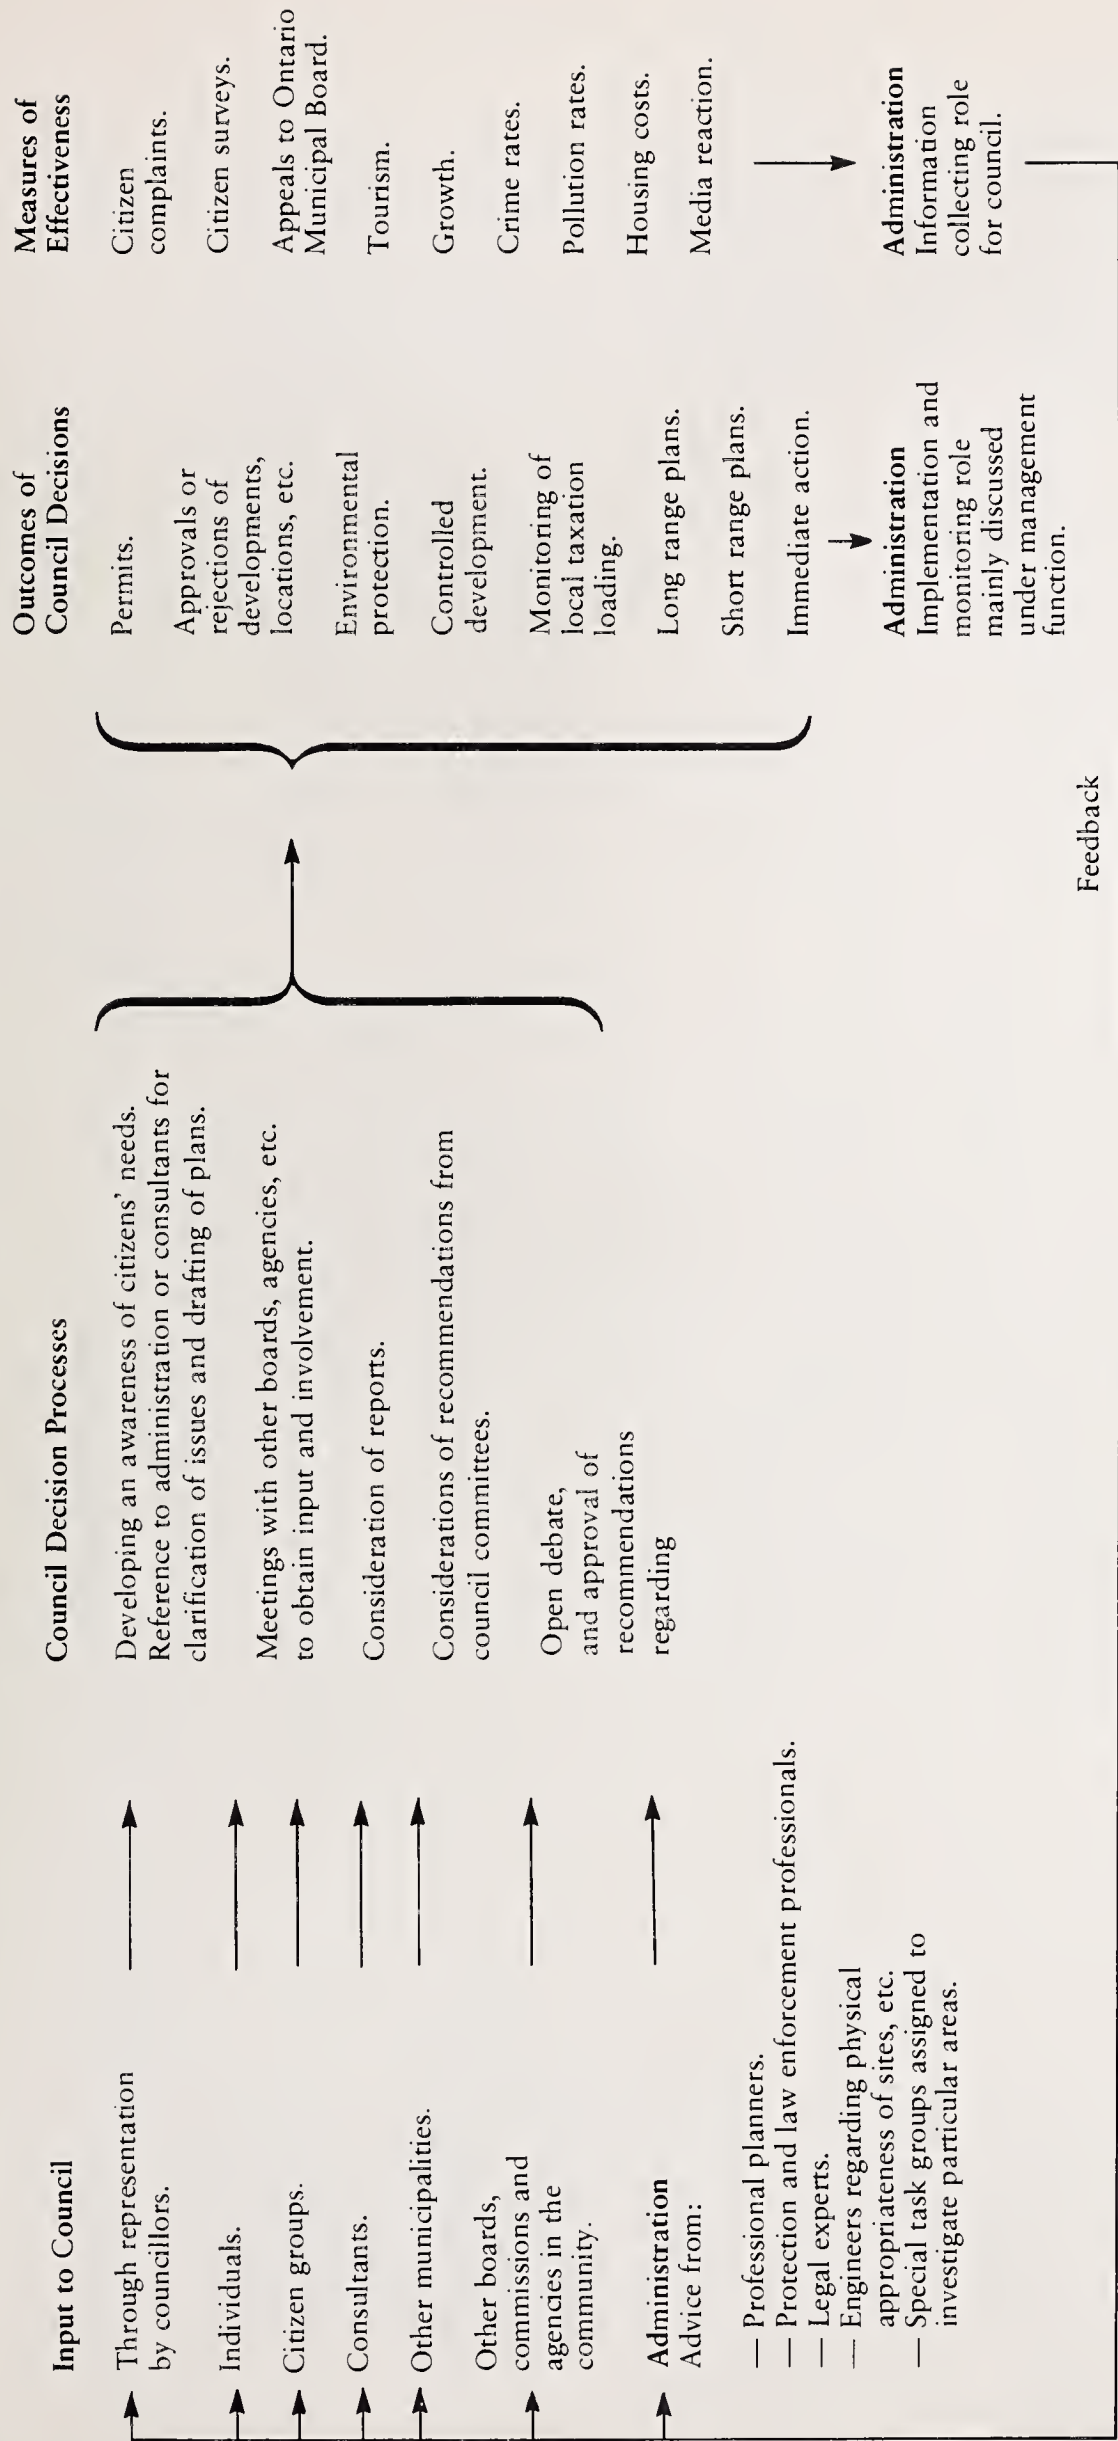 Input to Council
Through representation
by councillors.
Individuals.
Citizen groups.
Consultants.
Other municipalities.
Other boards,
commissions and
agencies in the
community.
Administration
Advice from:
— Professional planners.
— Protection and law enforcement professionals.
— Legal experts.
— Engineers regarding physical
appropriateness of sites, etc.
— Special task groups assigned to
investigate particular areas.
Council Decision Processes
Developing an awareness of citizens' needs.
Reference to administration or consultants for
clarification of issues and drafting of plans.
Meetings with other boards, agencies, etc.
to obtain input and involvement.
Consideration of reports.
Considerations of recommendations from
council committees.
Open debate,
and approval of
recommendations
regarding
Outcomes of
Council Decisions
Permits.
Approvals or
rejections of
developments,
locations, etc.
Environmental
protection.
Controlled
development.
Monitoring of
local taxation
loading.
Long range plans.
Short range plans.
Immediate action.
Administration
Implementation and
monitoring role
mainly discussed
under management
function.
Measures of
Effectiveness
Citizen
complaints.
Citizen surveys.
Appeals to Ontario
Municipal Board.
Tourism.
Growth.
Crime rates.
Pollution rates.
Housing costs.
Media reaction.
Administration
Information
collecting role
for council.
Feedback